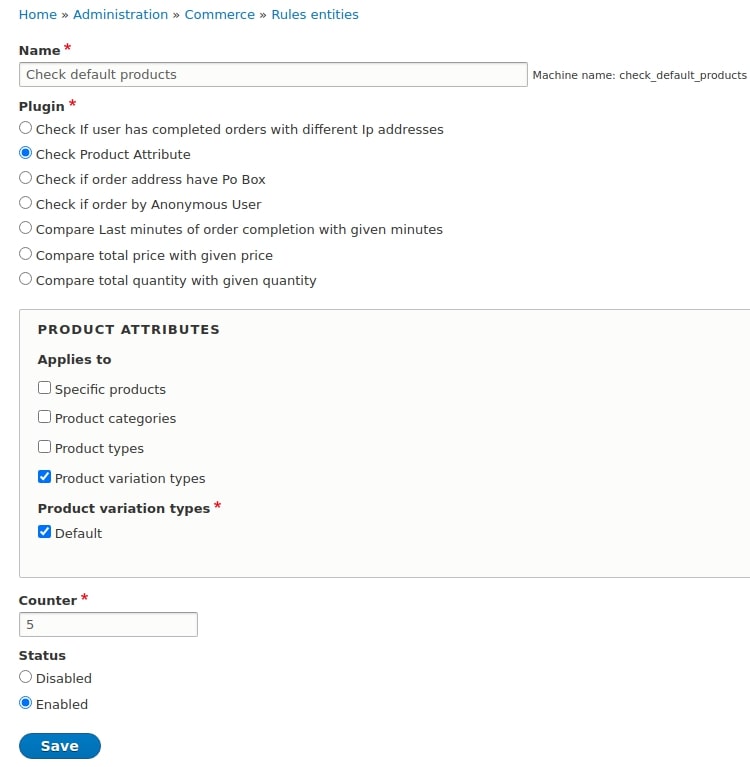 Home » Administration » Commerce » Rules entities
Name *
Check default products Machine name: check_default_products
Plugin *
Check If user has completed orders with different Ip addresses
Check Product Attribute
Check if order address have Po Box
Check if order by Anonymous User
Compare Last minutes of order completion with given minutes
Compare total price with given price
Compare total quantity with given quantity
PRODUCT ATTRIBUTES
Applies to
Specific products
Product categories
Product types
Product variation types
Product variation types *
Default
Counter *
5
Status
Disabled
Enabled
Save